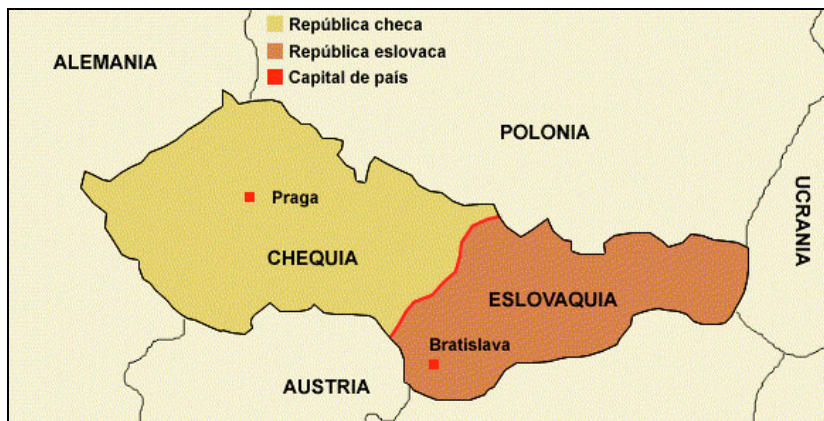 República checa
República eslovaca
Capital de país
ALEMANIA
POLONIA
UCRANIA
Praga
CHEQUIA
ESLOVAQUIA
Bratislava
AUSTRIA